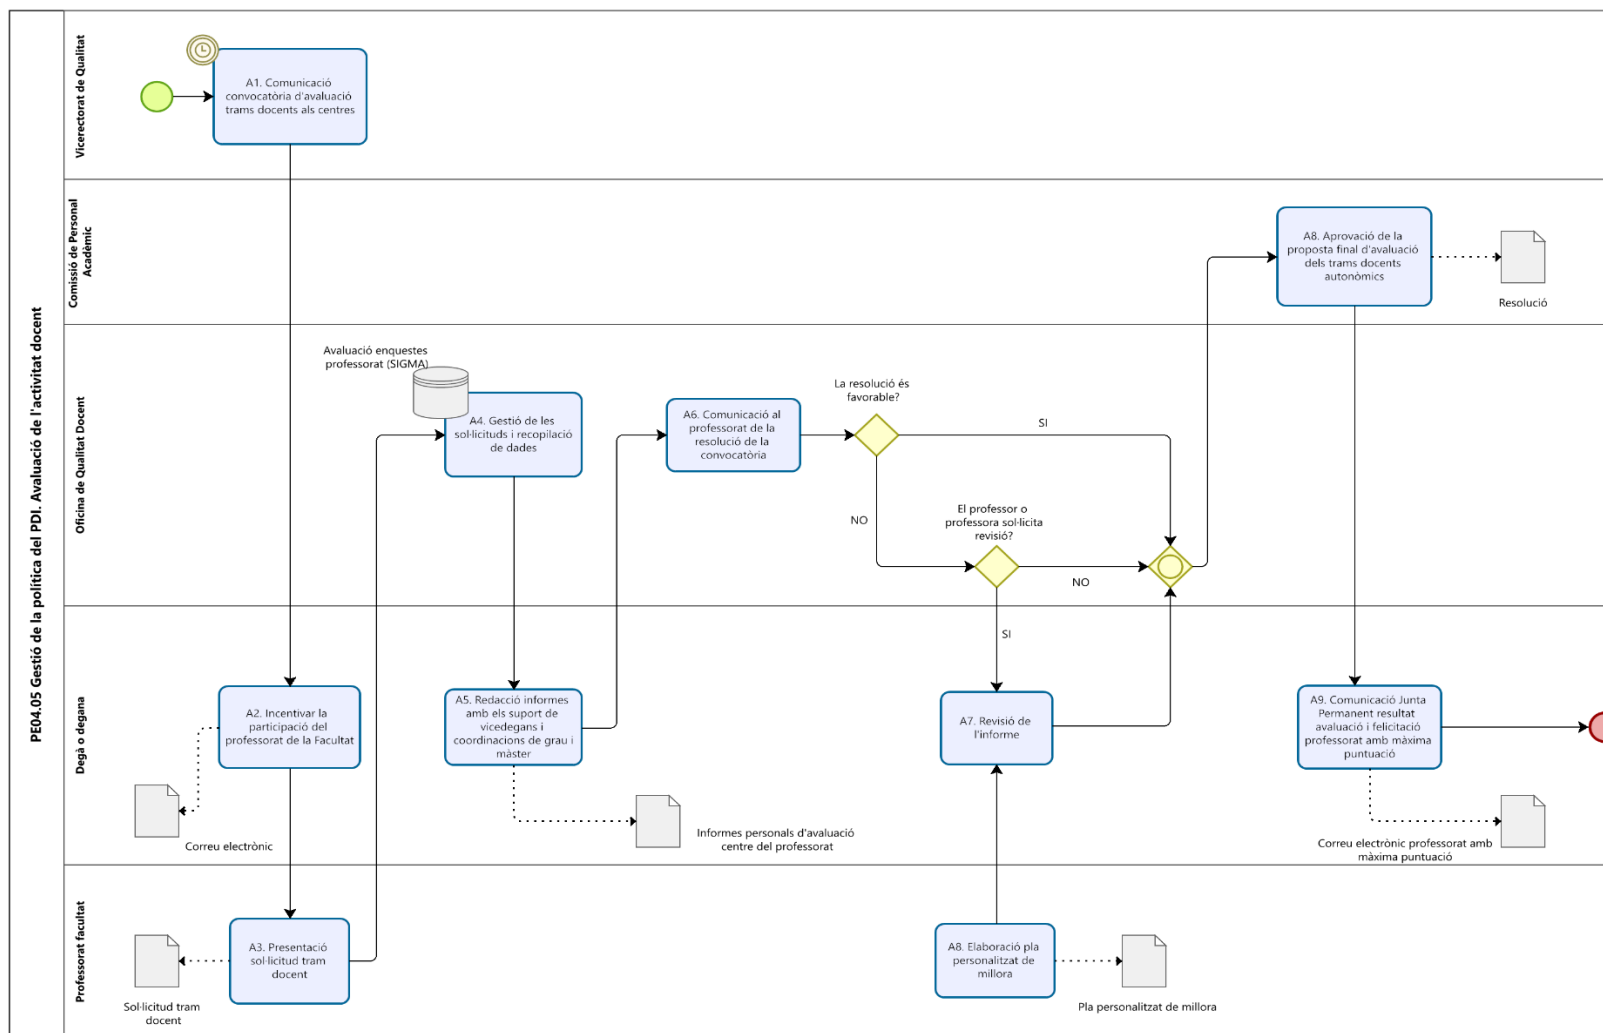 PE04.05 Gestió de la política del PDI. Avaluació de l'activitat docent
Vicerectorat de Qualitat
A1. Comunicació
convocatòria d'avaluació
trams docents als centres
Comissió de Personal
Acadèmic
A8. Aprovació de la
proposta final d'avaluació
dels trams docents
autonòmics
Resolució
Oficina de Qualitat Docent
Avaluació enquestes
professorat (SIGMA)
A4. Gestió de les
sol·licituds i recopilació
de dades
A6. Comunicació al
professorat de la
resolució de la
convocatòria
La resolució és
favorable?
SI
NO
El professor o
professora sol·licita
revisió?
NO
SI
Degà o degana
A2. Incentivar la
participació del
professorat de la Facultat
Correu electrònic
A5. Redacció informes
amb els suport de
vicedegans i
coordinacions de grau i
màster
Informes personals d'avaluació
centre del professorat
A7. Revisió de
l'informe
A9. Comunicació Junta
Permanent resultat
avaluació i felicitació
professorat amb màxima
puntuació
Correu electrònic professorat amb
màxima puntuació
Professorat facultat
A3. Presentació
sol·licitud tram
docent
Sol·licitud tram
docent
A8. Elaboració pla
personalitzat de
millora
Pla personalitzat de millora